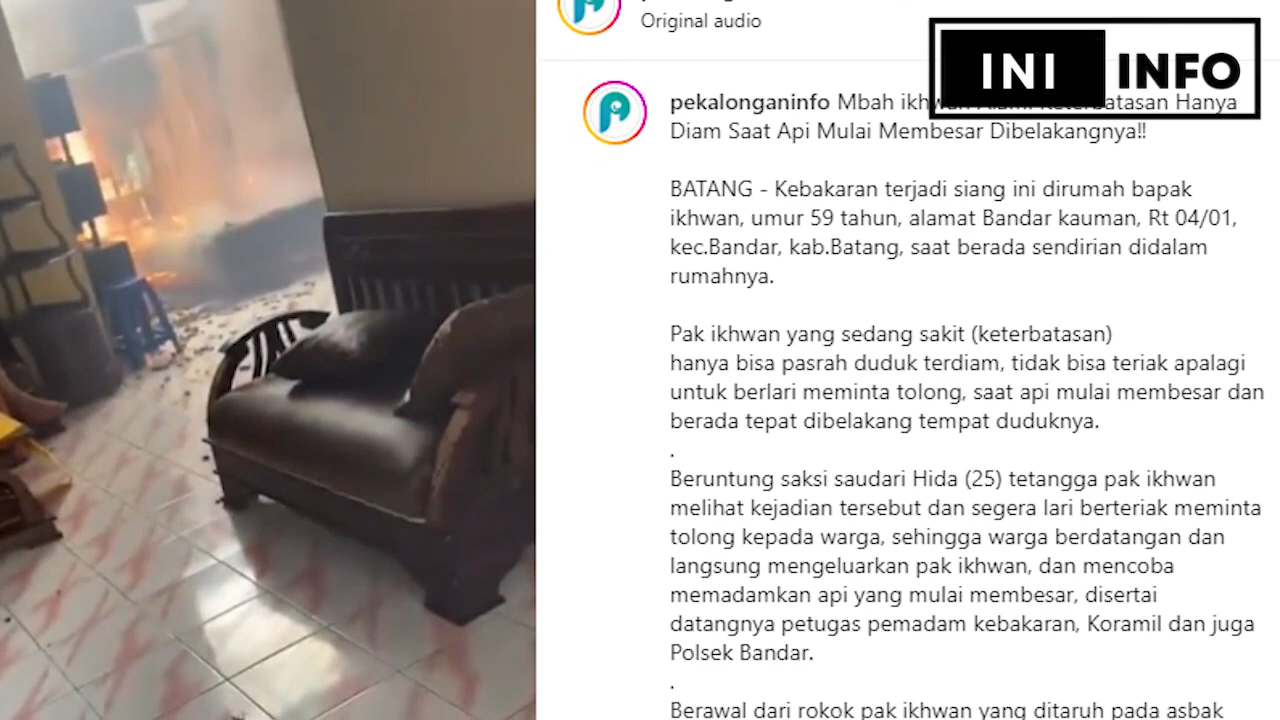 Original audio
INI INFO
pekalonganinfo Mbah ikhwan Alami Keterbatasan Hanya
Diam Saat Api Mulai Membesar Dibelakangnya!!
BATANG - Kebakaran terjadi siang ini dirumah bapak
ikhwan, umur 59 tahun, alamat Bandar kauman, Rt 04/01,
kec.Bandar, kab.Batang, saat berada sendirian didalam
rumahnya.
Pak ikhwan yang sedang sakit (keterbatasan)
hanya bisa pasrah duduk terdiam, tidak bisa teriak apalagi
untuk berlari meminta tolong, saat api mulai membesar dan
berada tepat dibelakang tempat duduknya.
.
Beruntung saksi saudari Hida (25) tetangga pak ikhwan
melihat kejadian tersebut dan segera lari berteriak meminta
tolong kepada warga, sehingga warga berdatangan dan
langsung mengeluarkan pak ikhwan, dan mencoba
memadamkan api yang mulai membesar, disertai
datangnya petugas pemadam kebakaran, Koramil dan juga
Polsek Bandar.
.
Berawal dari rokok pak ikhwan yang ditaruh pada asbak